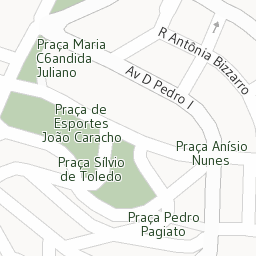 R Antônia Bizzarro
Praça Maria
C6andida
Juliano
Av D Pedro I
Praça de
Esportes
João Caracho
Praça Anísio
Nunes
Praça Sílvio
de Toledo
Praça Pedro
Pagiato